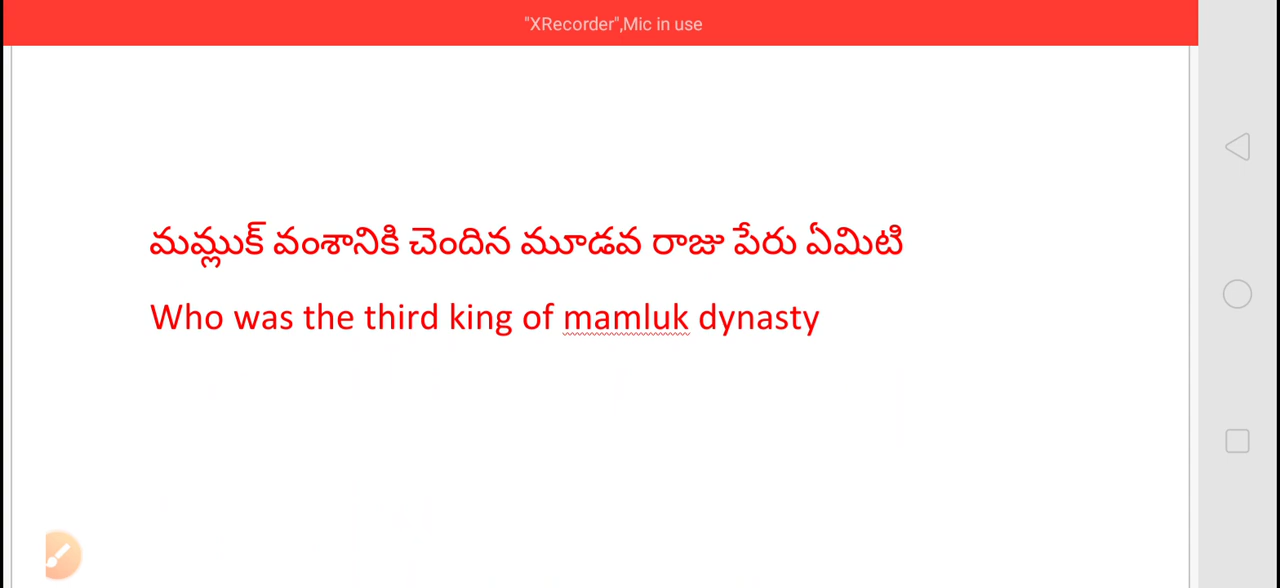 "XRecorder",Mic in use
మమ్లుక్ వంశానికి చెందిన మూడవ రాజు పేరు ఏమిటి
Who was the third king of mamluk dynasty